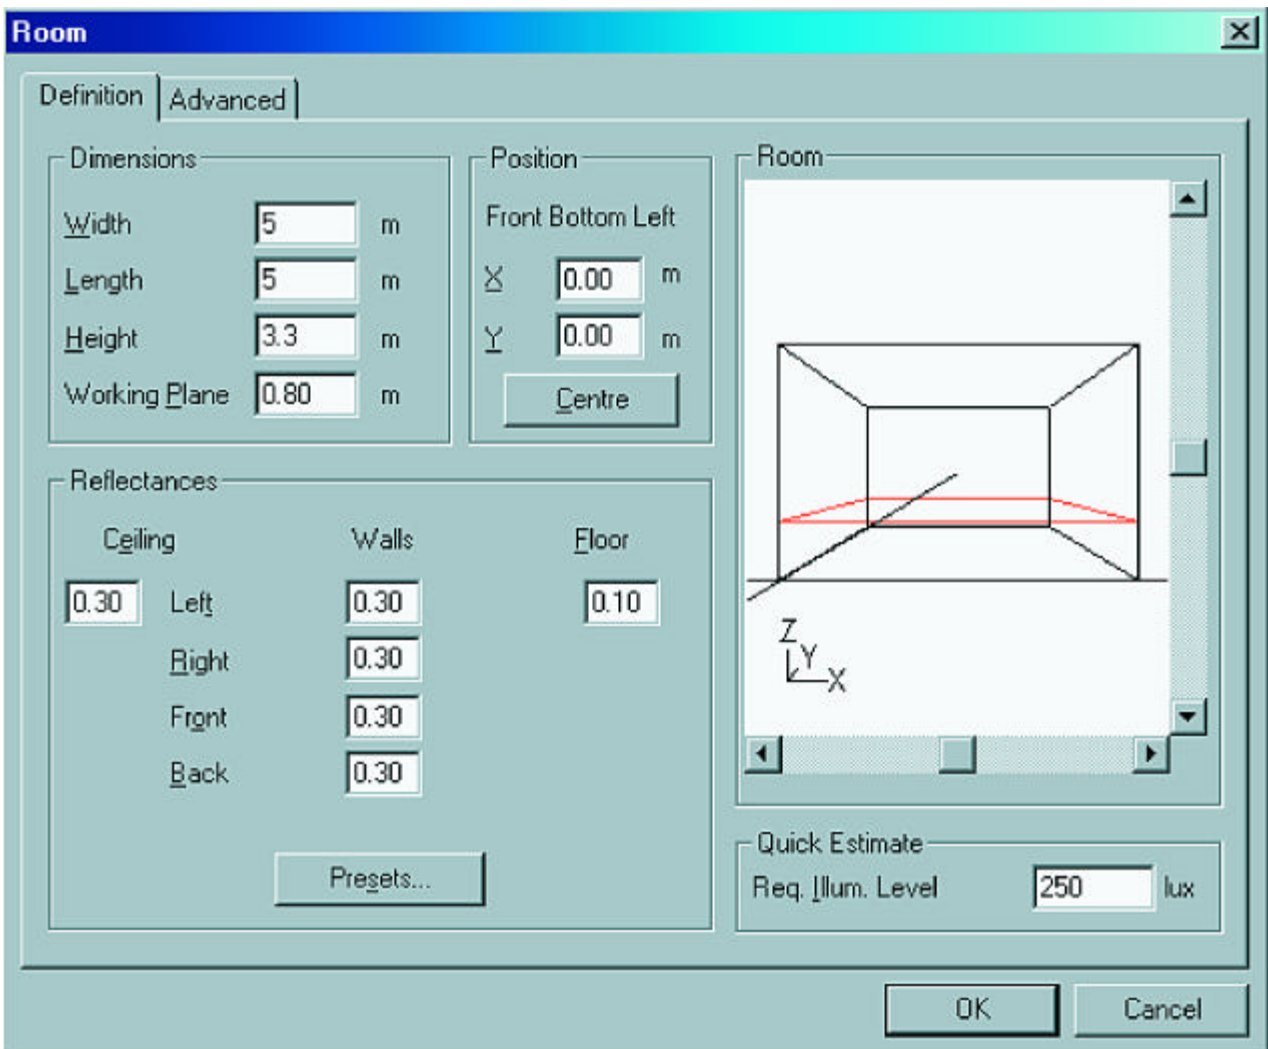 Room
Definition Advanced
Dimensions
Width 5 m
Length 5 m
Height 3.3 m
Working Plane 0.80 m
Position
Front Bottom Left
X 0.00 m
Y 0.00 m
Centre
Reflectances
Ceiling Walls Floor
0.30 Left 0.30 0.10
Right 0.30
Front 0.30
Back 0.30
Presets...
Room
Z
Y
X
Quick Estimate
Req. Illum. Level 250 lux
OK Cancel